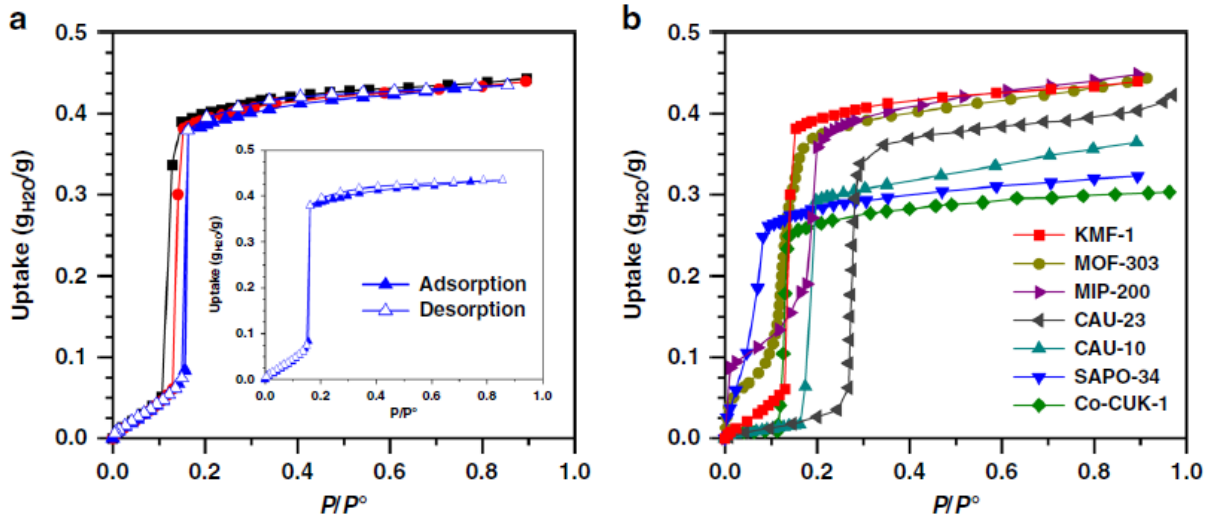 a
Uptake (gH2O/g)
0.5
0.4
0.3
0.2
0.1
0.0
0.0 0.2 0.4 0.6 0.8 1.0
P/P°
Uptake (gH2O/g)
0.5
0.4
0.3
0.2
0.1
0.0
0.0 0.2 0.4 0.6 0.8 1.0
P/P°
Adsorption
Desorption
b
Uptake (gH2O/g)
0.5
0.4
0.3
0.2
0.1
0.0
0.0 0.2 0.4 0.6 0.8 1.0
P/P°
KMF-1
MOF-303
MIP-200
CAU-23
CAU-10
SAPO-34
Co-CUK-1